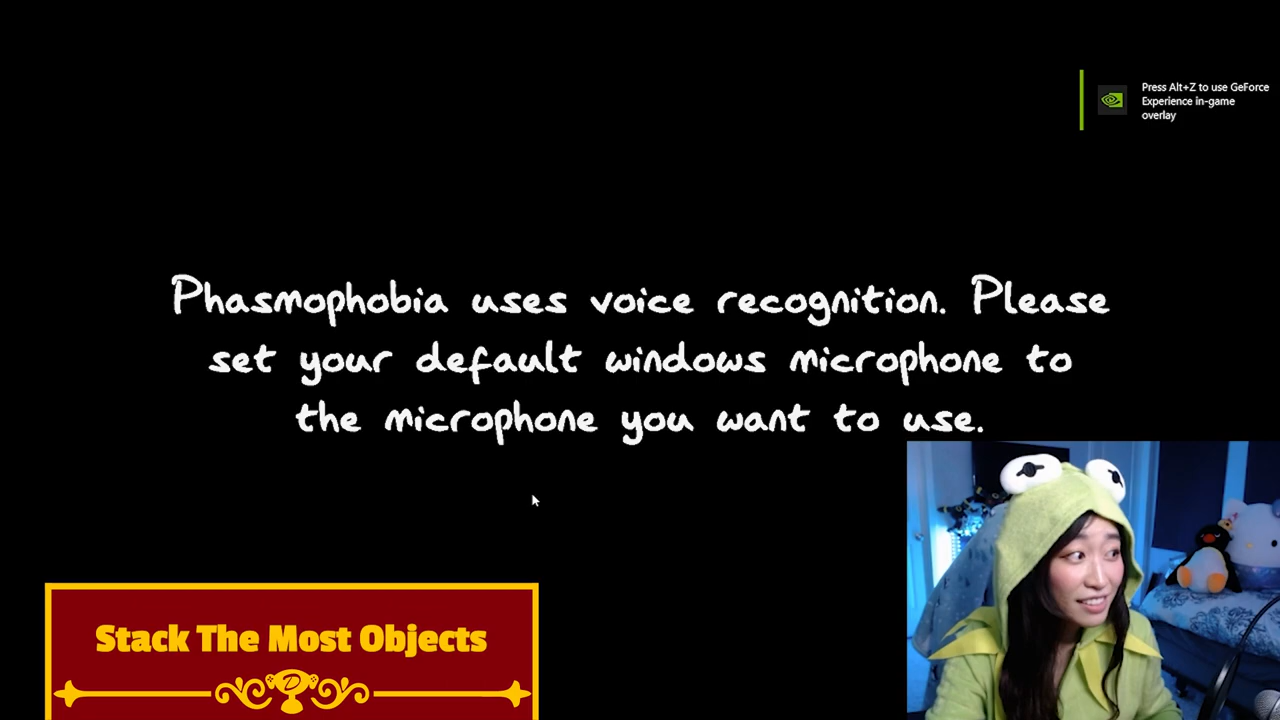 Press Alt+Z to use GeForce
Experience in-game
overlay
Phasmophobia uses voice recognition. Please
set your default windows microphone to
the microphone you want to use.
Stack The Most Objects